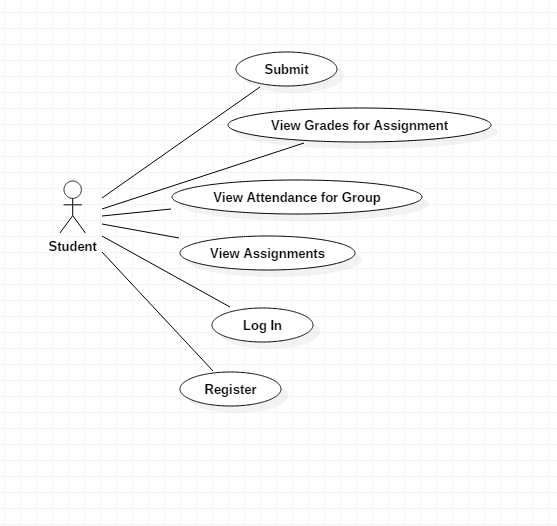 Submit
View Grades for Assignment
View Attendance for Group
Student
View Assignments
Log In
Register